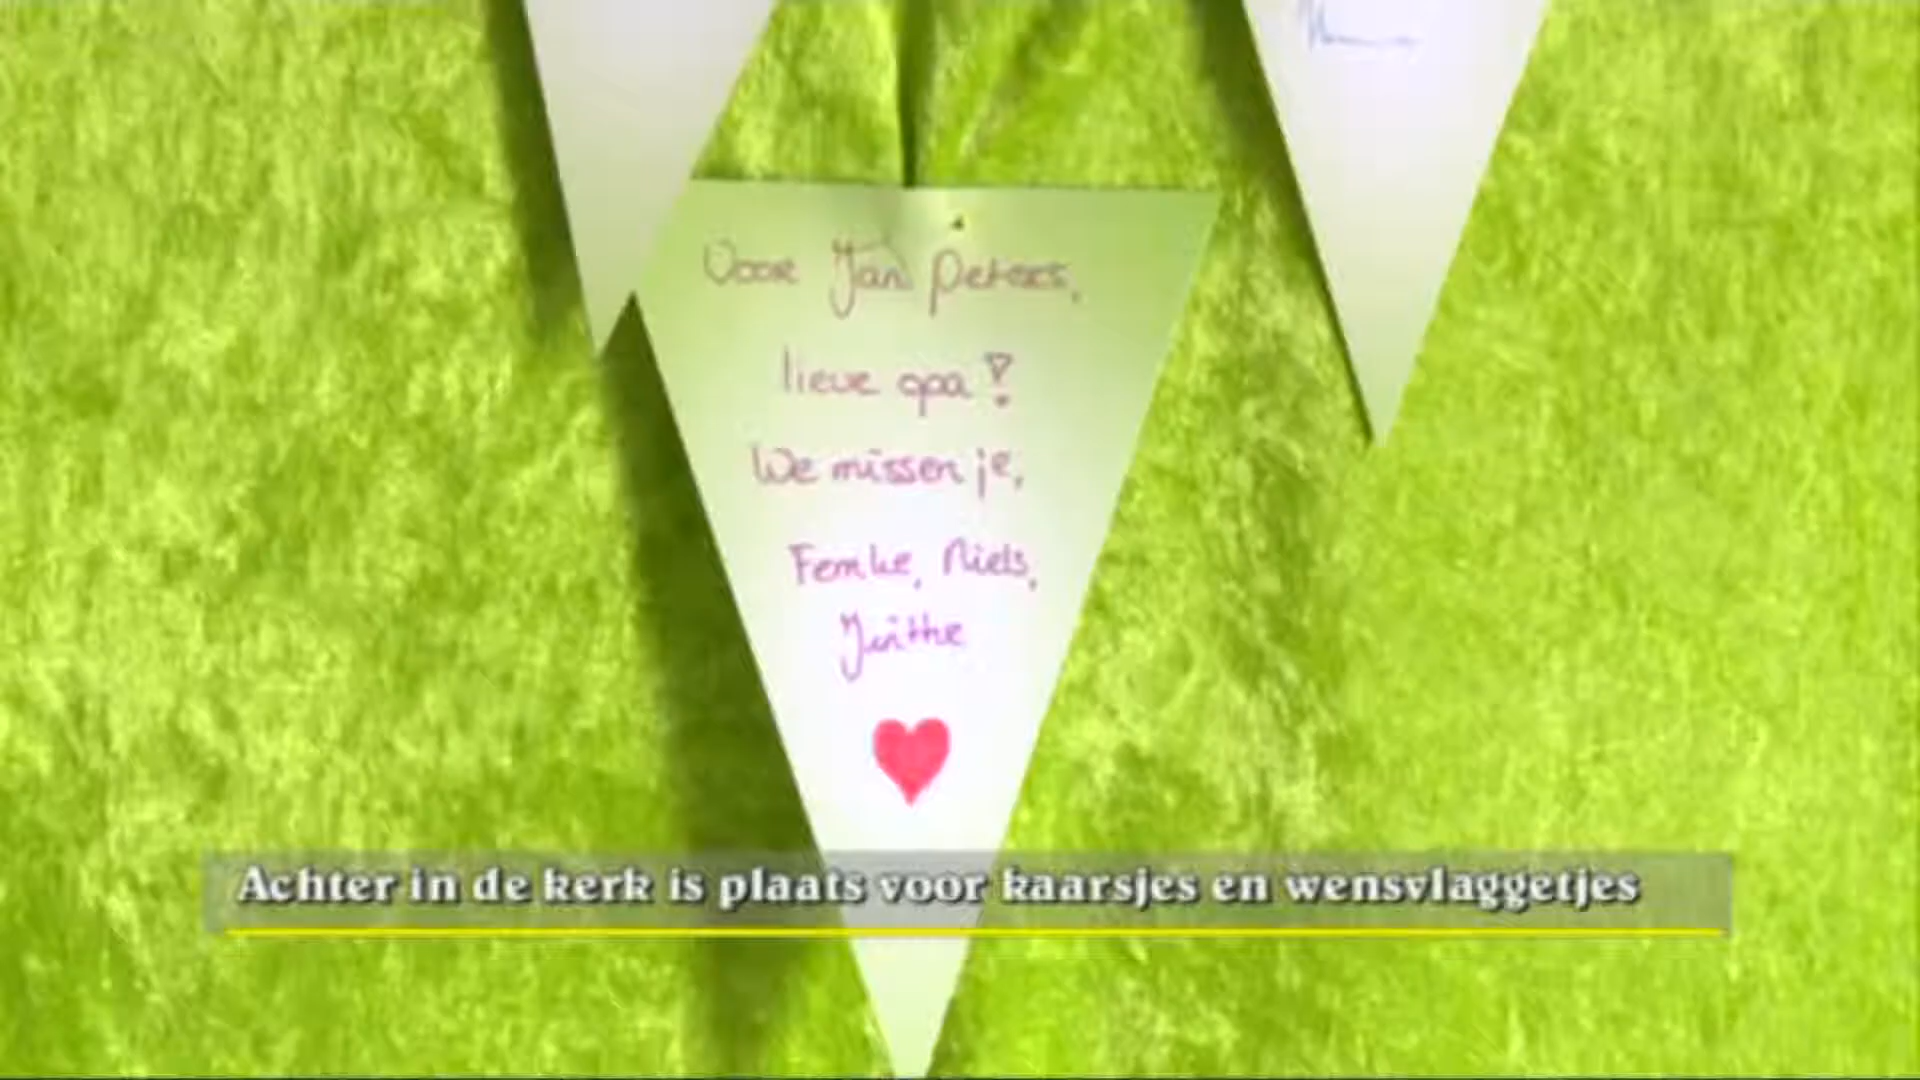 Voor Jan Peters,
lieve opa!
We missen je,
Femke, Niels,
Achter in de kerk is plaats voor kaarsjes en wensvlaggetjes